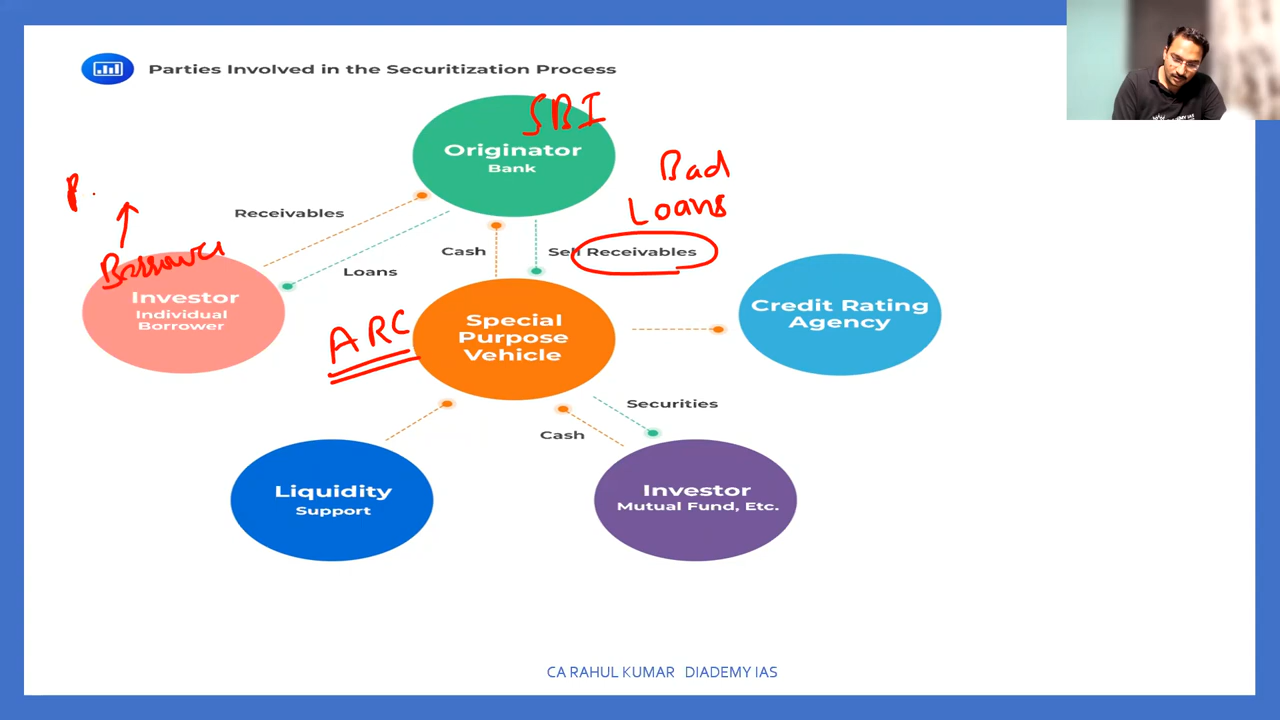 Parties Involved in the Securitization Process
SBI
Originator
Bank
Bad
Loans
Receivables
Cash
Sell Receivables
Loans
Borrower
Investor
Individual
Borrower
ARC
Special
Purpose
Vehicle
Credit Rating
Agency
Securities
Cash
Liquidity
Support
Investor
Mutual Fund, Etc.
CA RAHUL KUMAR DIADEMY IAS